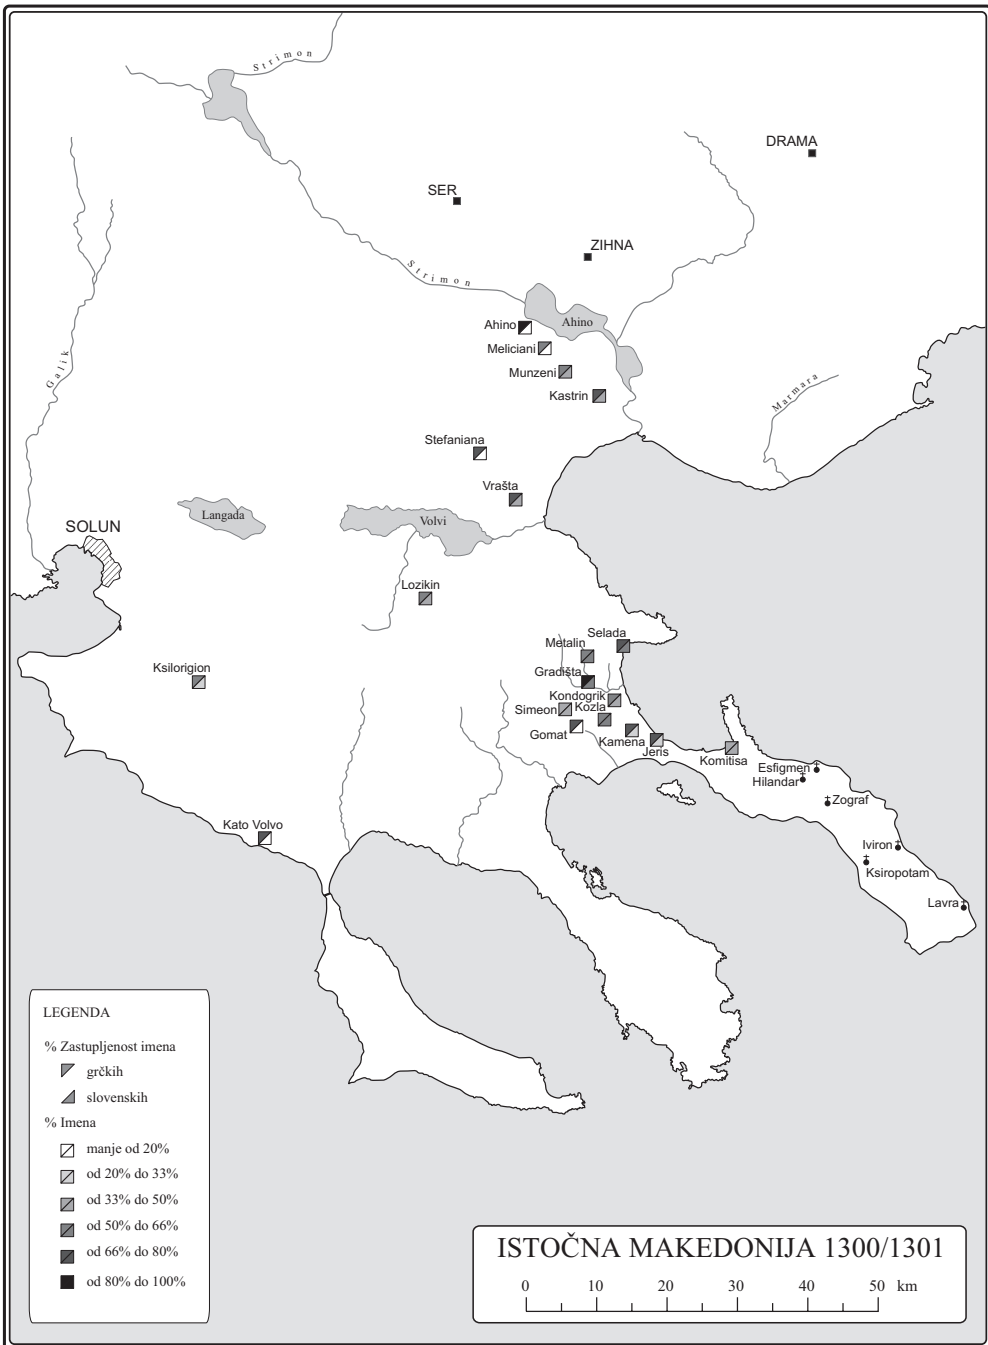 Strimon
DRAMA
SER
ZIHNA
Strimon
Ahino
Ahino
Meliciani
Munzeni
Galik
Kastrin
Marmara
Stefaniana
Vrašta
Langada
Volvi
SOLUN
Lozikin
Selada
Metalin
Ksilorigion
Gradišta
Kondogrik
Simeon
Kozla
Gomat
Kamena
Jeris
Komitisa
Esfigmen
Hilandar
Zograf
Kato Volvo
Iviron
Ksiropotam
Lavra
LEGENDA
% Zastupljenost imena
grčkih
slovenskih
% Imena
manje od 20%
od 20% do 33%
od 33% do 50%
od 50% do 66%
od 66% do 80%
od 80% do 100%
ISTOČNA MAKEDONIJA 1300/1301
0 10 20 30 40 50 km